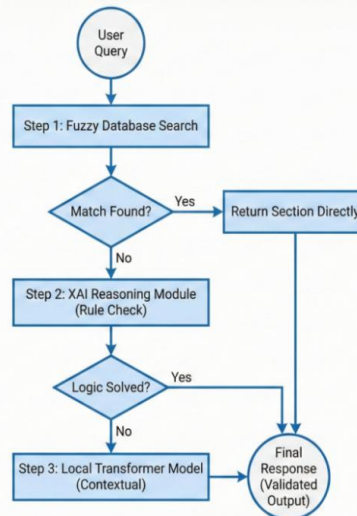 User
Query
Step 1: Fuzzy Database Search
Match Found?
Yes
Return Section Directly
No
Step 2: XAI Reasoning Module
(Rule Check)
Logic Solved?
Yes
No
Step 3: Local Transformer Model
(Contextual)
Final
Response
(Validated
Output)